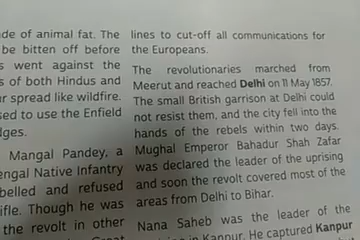 de of animal fat. The
be bitten off before
s went against the
s of both Hindus and
r spread like wildfire.
sed to use the Enfield
dges.
Mangal Pandey, a
engal Native Infantry
belled and refused
ifle. Though he was
the revolt in other
lines to cut-off all communications for
the Europeans.
The revolutionaries marched from
Meerut and reached Delhi on 11 May 1857.
The small British garrison at Delhi could
not resist them, and the city fell into the
hands of the rebels within two days.
Mughal Emperor Bahadur Shah Zafar
was declared the leader of the uprising
and soon the revolt covered most of the
areas from Delhi to Bihar.
Nana Saheb was the leader of the
in Kanpur. He captured Kanpur